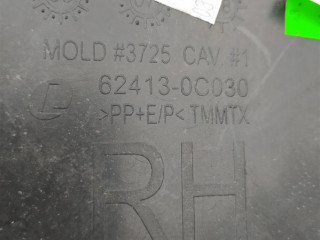 MOLD #3725 CAV. #1
62413-0C030
>PP+E/P< TMMTX
RH